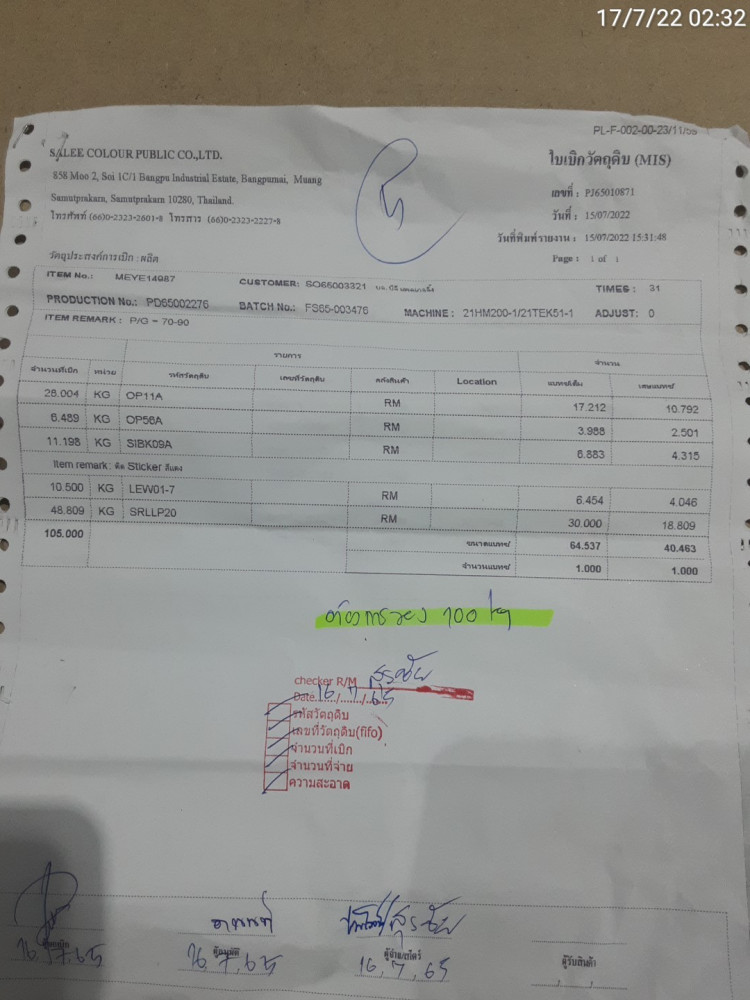 17/7/22 02:32
PL-F-002-00-23/11/55
SALEE COLOUR PUBLIC CO.,LTD.
ใบเบิกวัตถุดิบ (MIS)
858 Moo 2, Soi 1C/1 Bangpu Industrial Estate, Bangpumai, Muang
Samutprakarn, Samutprakarn 10280, Thailand.
เลขที่ : PJ65010871
โทรศัพท์ (66)0-2323-2601-8 โทรสาร (66)0-2323-2227-8
วันที่ : 15/07/2022
วันที่พิมพ์รายงาน : 15/07/2022 15:31:48
วัตถุประสงค์การเบิก : ผลิต
Page : 1 of 1
ITEM No.: MEYE14987 CUSTOMER: SO65003321 TIMES : 31
PRODUCTION No.: PD65002276 BATCH No.: FS65-003476 MACHINE : 21HM200-1/21TEK51-1 ADJUST: 0
ITEM REMARK : P/G - 70-90
รายการ จำนวน
จำนวนที่เบิก หน่วย รหัสวัตถุดิบ เลขที่วัตถุดิบ คลังสินค้า Location แบทช์เต็ม เศษแบทช์
28.004 KG OP11A RM 17.212 10.792
6.489 KG OP56A RM 3.988 2.501
11.198 KG SIBK09A RM 6.883 4.315
Item remark: ติด Sticker สีแดง
10.500 KG LEW01-7 RM 6.454 4.046
48.809 KG SRLLP20 RM 30.000 18.809
105.000 ขนาดแบทช์ 64.537 40.463
จำนวนแบทช์ 1.000 1.000
ต้องการของ 100 kg
checker R/M สุรชัย
Date 16/7/65
รหัสวัตถุดิบ
เลขที่วัตถุดิบ(fifo)
จำนวนที่เบิก
จำนวนที่จ่าย
ความสะอาด
สุรชัย
16.7.65 ผู้อนุมัติ 16.7.65 ผู้จ่าย/สโตร์ 16.7.65 ผู้รับสินค้า